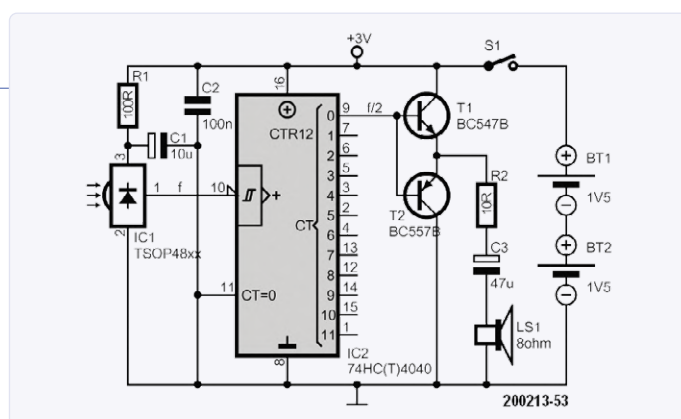 +3V
S1
R1
100R
C2
100n
C1
10u
16
CTR12
0 9 f/2
1 7
2 6
3 5
4 3
5 2
6 4
7 13
8 12
9 14
10 15
11 1
CT
T1
BC547B
T2
BC557B
R2
10R
C3
47u
BT1
1V5
BT2
1V5
3
1 f 10
+
2
IC1
TSOP48xx
11 CT=0
8
IC2
74HC(T)4040
LS1
8ohm
200213-53